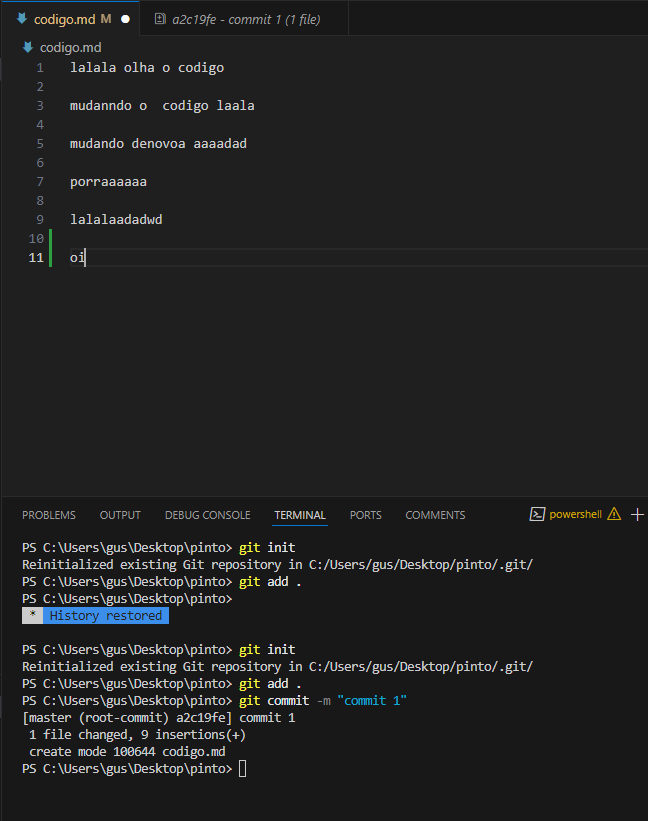 codigo.md M
a2c19fe - commit 1 (1 file)
codigo.md
1 lalala olha o codigo
2
3 mudanndo o  codigo laala
4
5 mudando denovoa aaaadad
6
7 porraaaaaa
8
9 lalalaadadwd
10
11 oi
PROBLEMS OUTPUT DEBUG CONSOLE TERMINAL PORTS COMMENTS powershell
PS C:\Users\gus\Desktop\pinto> git init
Reinitialized existing Git repository in C:/Users/gus/Desktop/pinto/.git/
PS C:\Users\gus\Desktop\pinto> git add .
PS C:\Users\gus\Desktop\pinto>
* History restored
PS C:\Users\gus\Desktop\pinto> git init
Reinitialized existing Git repository in C:/Users/gus/Desktop/pinto/.git/
PS C:\Users\gus\Desktop\pinto> git add .
PS C:\Users\gus\Desktop\pinto> git commit -m "commit 1"
[master (root-commit) a2c19fe] commit 1
1 file changed, 9 insertions(+)
create mode 100644 codigo.md
PS C:\Users\gus\Desktop\pinto>